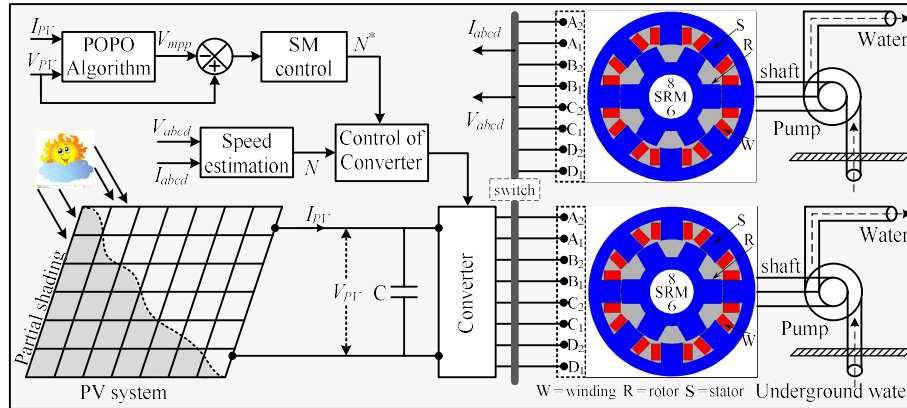 I_PV
V_PV
POPO
Algorithm
V_mpp
SM
control
N*
V_abcd
I_abcd
Speed
estimation
N
Control of
Converter
Partial shading
PV system
I_PV
V_PV
C
Converter
switch
I_abcd
V_abcd
A2
A1
B2
B1
C2
C1
D2
D1
8
SRM
6
S
R
W
shaft
Pump
Water
A2
A1
B2
B1
C2
C1
D2
D1
8
SRM
6
S
R
W
shaft
Pump
Water
W=winding R=rotor S=stator
Underground water